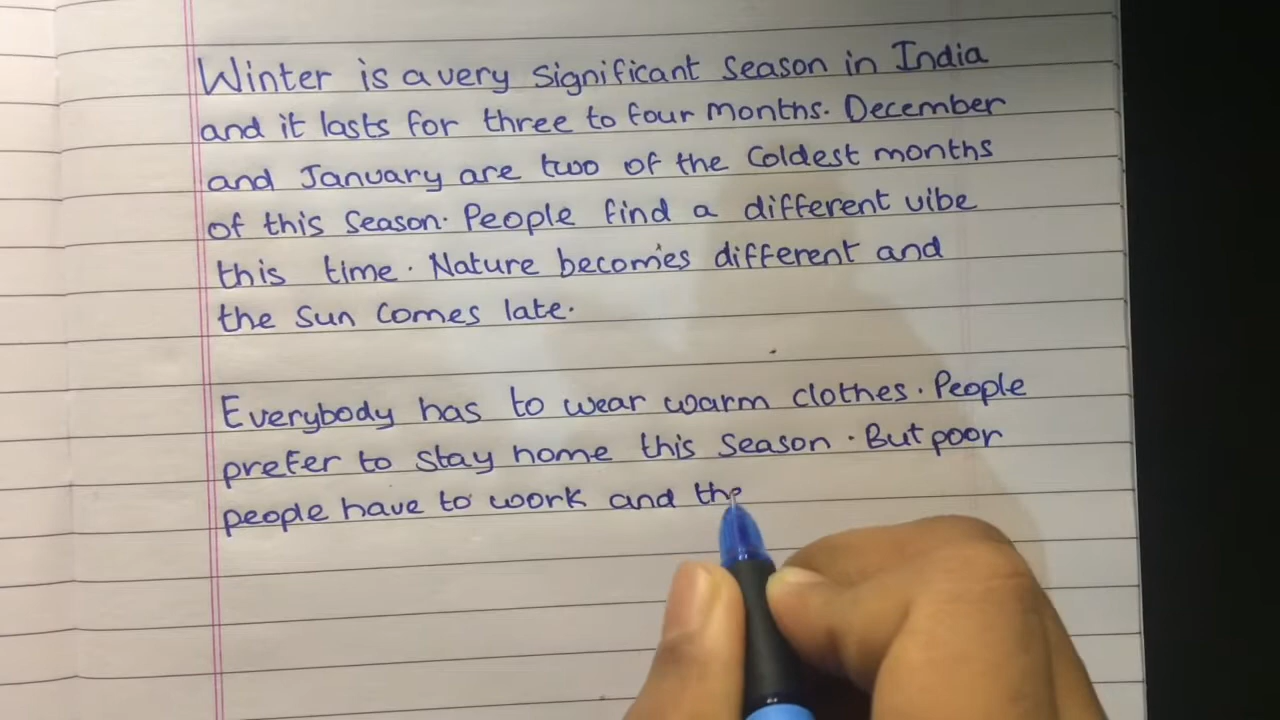 Winter is a very significant season in India
and it lasts for three to four months. December
and January are two of the coldest months
of this season. People find a different vibe
this time. Nature becomes different and
the sun comes late.
Everybody has to wear warm clothes. People
prefer to stay home this season. But poor
people have to work and the